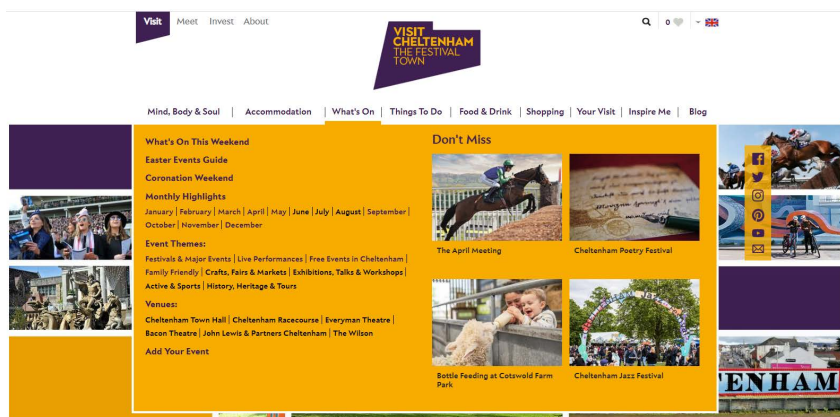 Visit Meet Invest About
0
VISIT
CHELTENHAM
THE FESTIVAL
TOWN
Mind, Body & Soul | Accommodation | What's On | Things To Do | Food & Drink | Shopping | Your Visit | Inspire Me | Blog
What's On This Weekend
Easter Events Guide
Coronation Weekend
Monthly Highlights
January | February | March | April | May | June | July | August | September |
October | November | December
Event Themes:
Festivals & Major Events | Live Performances | Free Events in Cheltenham |
Family Friendly | Crafts, Fairs & Markets | Exhibitions, Talks & Workshops |
Active & Sports | History, Heritage & Tours
Venues:
Cheltenham Town Hall | Cheltenham Racecourse | Everyman Theatre |
Bacon Theatre | John Lewis & Partners Cheltenham | The Wilson
Add Your Event
Don't Miss
The April Meeting
Cheltenham Poetry Festival
Bottle Feeding at Cotswold Farm
Park
Cheltenham Jazz Festival
TENHAM